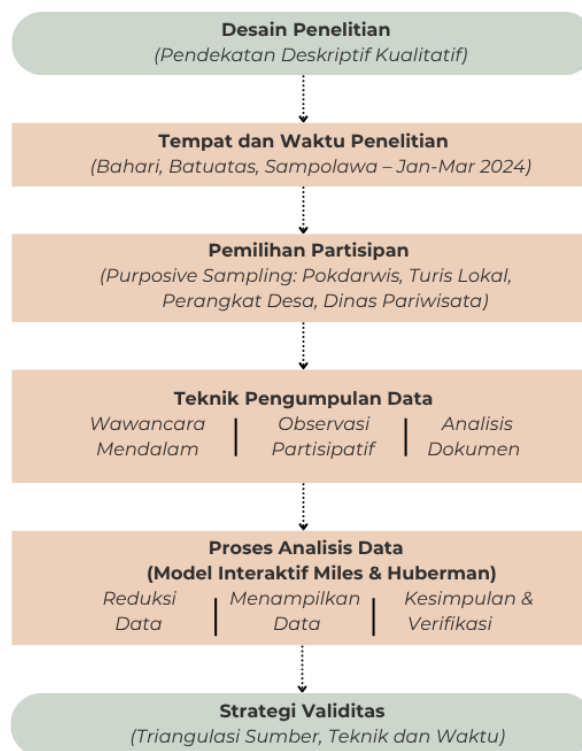 Desain Penelitian
(Pendekatan Deskriptif Kualitatif)
Tempat dan Waktu Penelitian
(Bahari, Batuatas, Sampolawa – Jan-Mar 2024)
Pemilihan Partisipan
(Purposive Sampling: Pokdarwis, Turis Lokal,
Perangkat Desa, Dinas Pariwisata)
Teknik Pengumpulan Data
Wawancara
Mendalam
Observasi
Partisipatif
Analisis
Dokumen
Proses Analisis Data
(Model Interaktif Miles & Huberman)
Reduksi
Data
Menampilkan
Data
Kesimpulan &
Verifikasi
Strategi Validitas
(Triangulasi Sumber, Teknik dan Waktu)